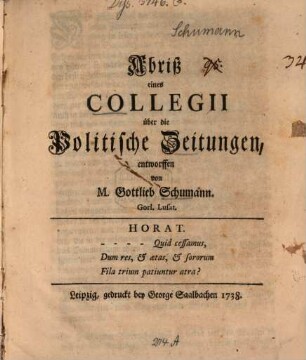 Schumann
Abriß
eines
COLLEGII
über die
Politische Zeitungen,
entworffen
von
M. Gottlieb Schumann.
Gorl. Lusat.
HORAT.
- - - - Quid cessamus,
Dum res, & ætas, & sororum
Fila trium patiuntur atra?
Leipzig, gedruckt bey George Saalbachen 1738.